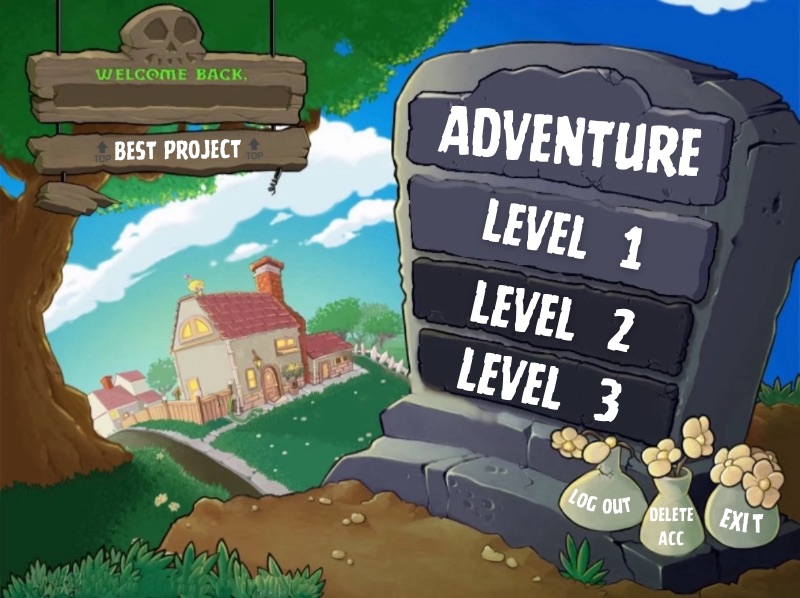 WELCOME BACK,
TOP BEST PROJECT TOP
ADVENTURE
LEVEL 1
LEVEL 2
LEVEL 3
LOG OUT
DELETE
ACC
EXIT